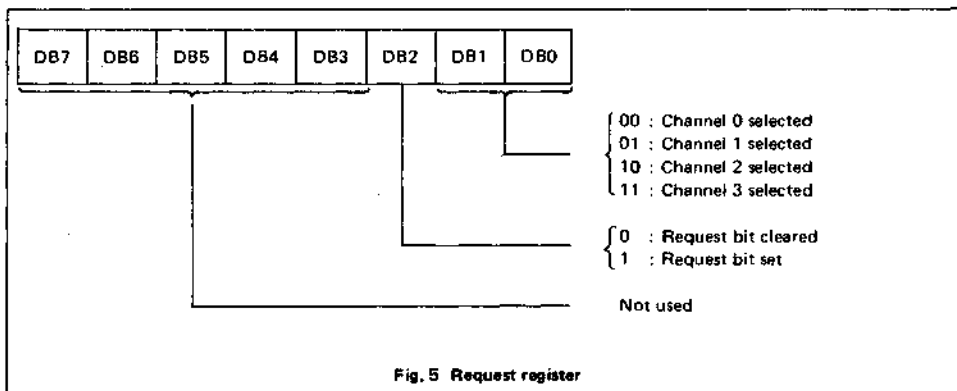 DB7 DB6 DB5 DB4 DB3 DB2 DB1 DB0
00 : Channel 0 selected
01 : Channel 1 selected
10 : Channel 2 selected
11 : Channel 3 selected
0 : Request bit cleared
1 : Request bit set
Not used
Fig. 5 Request register